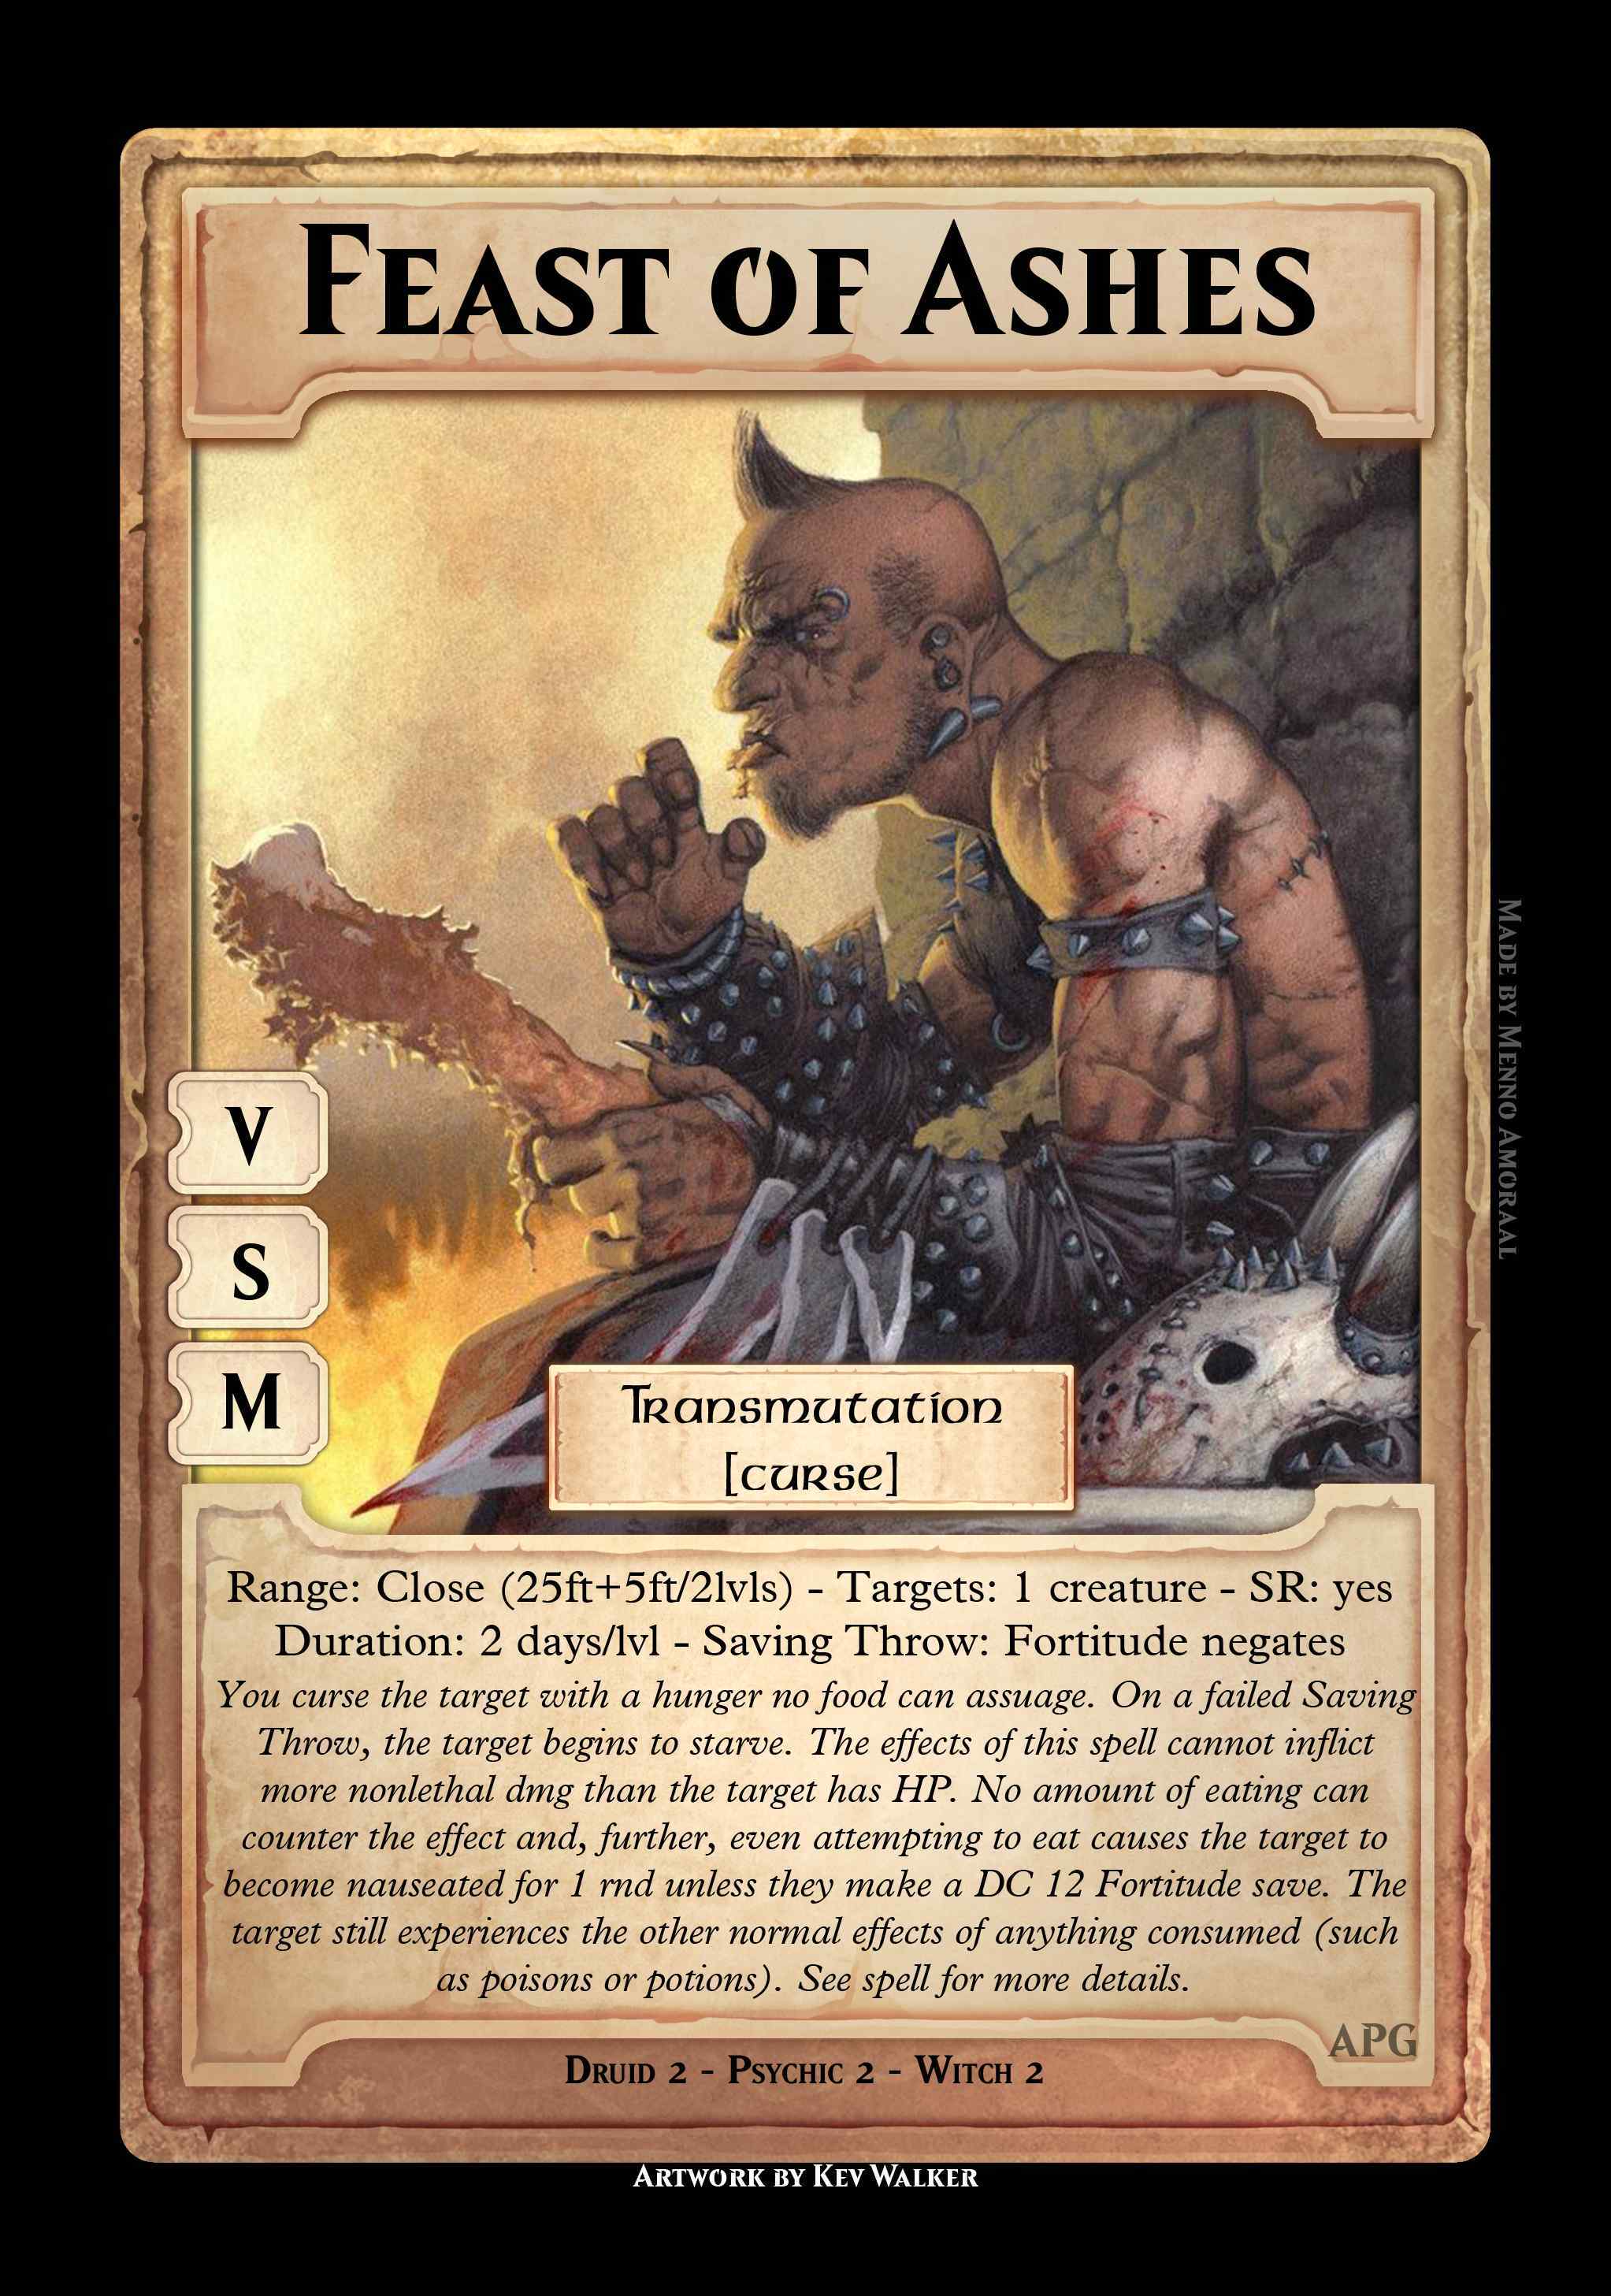 Feast of Ashes
V
S
M
Transmutation
[curse]
Range: Close (25ft+5ft/2lvls) - Targets: 1 creature - SR: yes
Duration: 2 days/lvl - Saving Throw: Fortitude negates
You curse the target with a hunger no food can assuage. On a failed Saving
Throw, the target begins to starve. The effects of this spell cannot inflict
more nonlethal dmg than the target has HP. No amount of eating can
counter the effect and, further, even attempting to eat causes the target to
become nauseated for 1 rnd unless they make a DC 12 Fortitude save. The
target still experiences the other normal effects of anything consumed (such
as poisons or potions). See spell for more details.
APG
Druid 2 - Psychic 2 - Witch 2
Artwork by Kev Walker
Made by Menno Amoraal